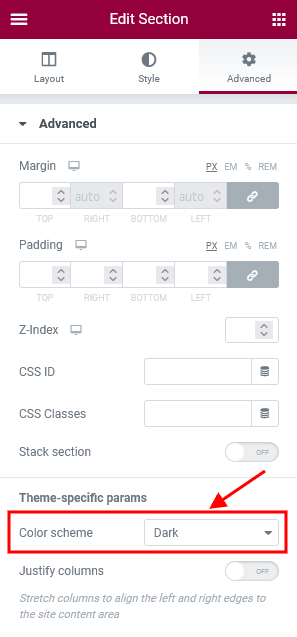 Edit Section
Layout Style Advanced
Advanced
Margin PX EM % REM
auto auto
TOP RIGHT BOTTOM LEFT
Padding PX EM % REM
TOP RIGHT BOTTOM LEFT
Z-Index
CSS ID
CSS Classes
Stack section OFF
Theme-specific params
Color scheme Dark
Justify columns OFF
Stretch columns to align the left and right edges to
the site content area